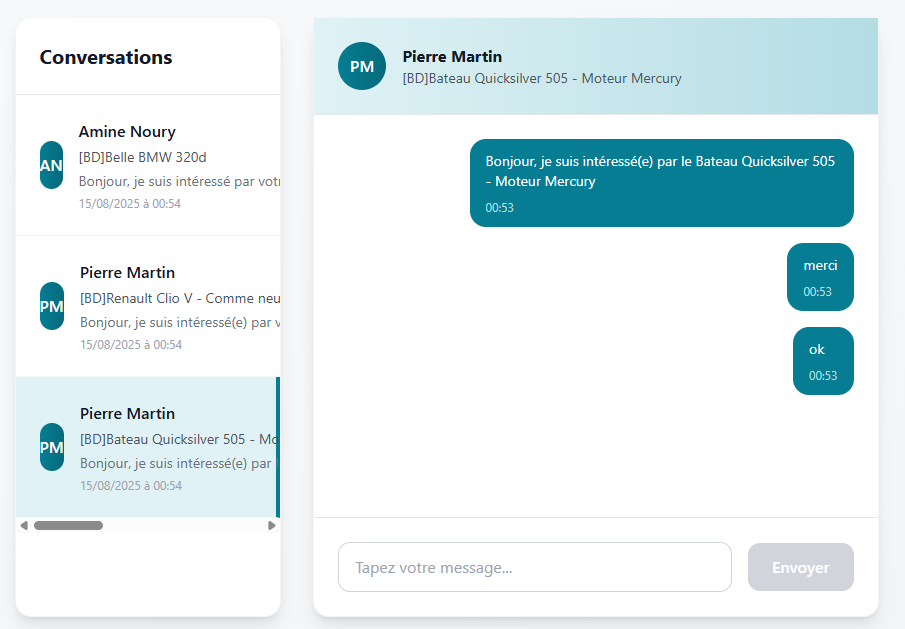 Conversations
AN
Amine Noury
[BD]Belle BMW 320d
Bonjour, je suis intéressé par votr
15/08/2025 à 00:54
PM
Pierre Martin
[BD]Renault Clio V - Comme neu
Bonjour, je suis intéressé(e) par v
15/08/2025 à 00:54
PM
Pierre Martin
[BD]Bateau Quicksilver 505 - Mo
Bonjour, je suis intéressé(e) par
15/08/2025 à 00:54
PM
Pierre Martin
[BD]Bateau Quicksilver 505 - Moteur Mercury
Bonjour, je suis intéressé(e) par le Bateau Quicksilver 505
- Moteur Mercury
00:53
merci
00:53
ok
00:53
Tapez votre message...
Envoyer